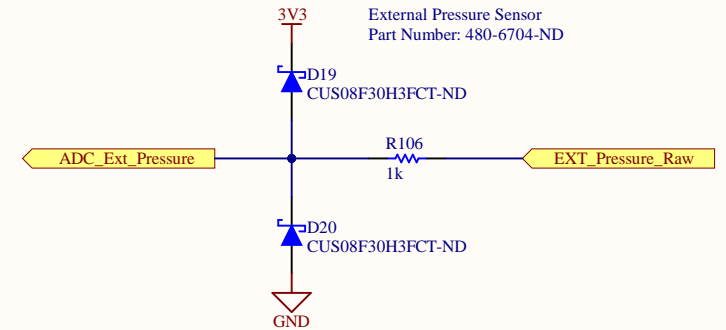 3V3
External Pressure Sensor
Part Number: 480-6704-ND
D19
CUS08F30H3FCT-ND
ADC_Ext_Pressure
R106
1k
EXT_Pressure_Raw
D20
CUS08F30H3FCT-ND
GND